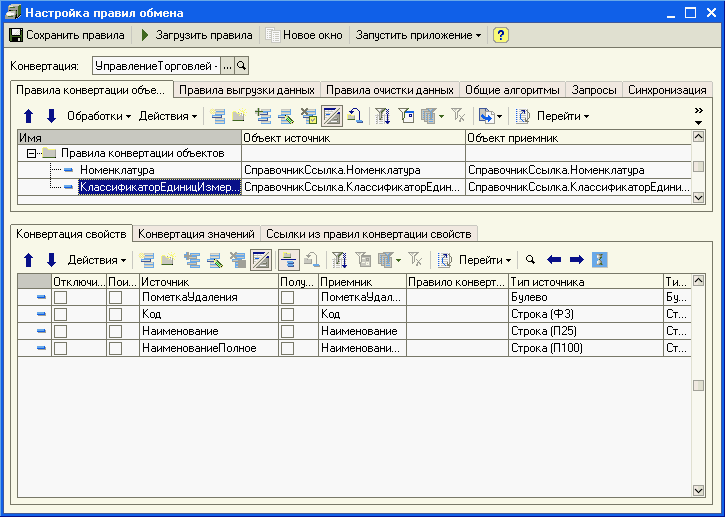 Настройка правил обмена
Сохранить правила Загрузить правила Новое окно Запустить приложение ?
Конвертация: УправлениеТорговлей - ...
Правила конвертации объе... Правила выгрузки данных Правила очистки данных Общие алгоритмы Запросы Синхронизация
Обработки Действия Перейти »
Имя Объект источник Объект приемник
Правила конвертации объектов
Номенклатура СправочникСсылка.Номенклатура СправочникСсылка.Номенклатура
КлассификаторЕдиницИзмер... СправочникСсылка.КлассификаторЕдин... СправочникСсылка.КлассификаторЕдини...
Конвертация свойств Конвертация значений Ссылки из правил конвертации свойств
Действия Перейти
Отключи... Пои... Источник Полу... Приемник Правило конверт... Тип источника Ти...
ПометкаУдаления ПометкаУдал... Булево Бу...
Код Код Строка (Ф3) Ст...
Наименование Наименование Строка (П25) Ст...
НаименованиеПолное Наименовани... Строка (П100) Ст...